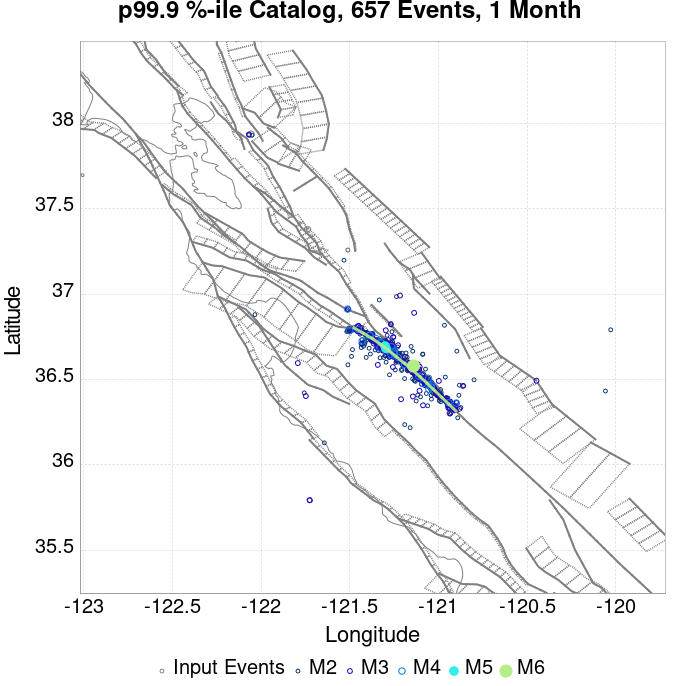 p99.9 %-ile Catalog, 657 Events, 1 Month
38
37.5
37
36.5
36
35.5
Latitude
-123 -122.5 -122 -121.5 -121 -120.5 -120
Longitude
Input Events M2 M3 M4 M5 M6